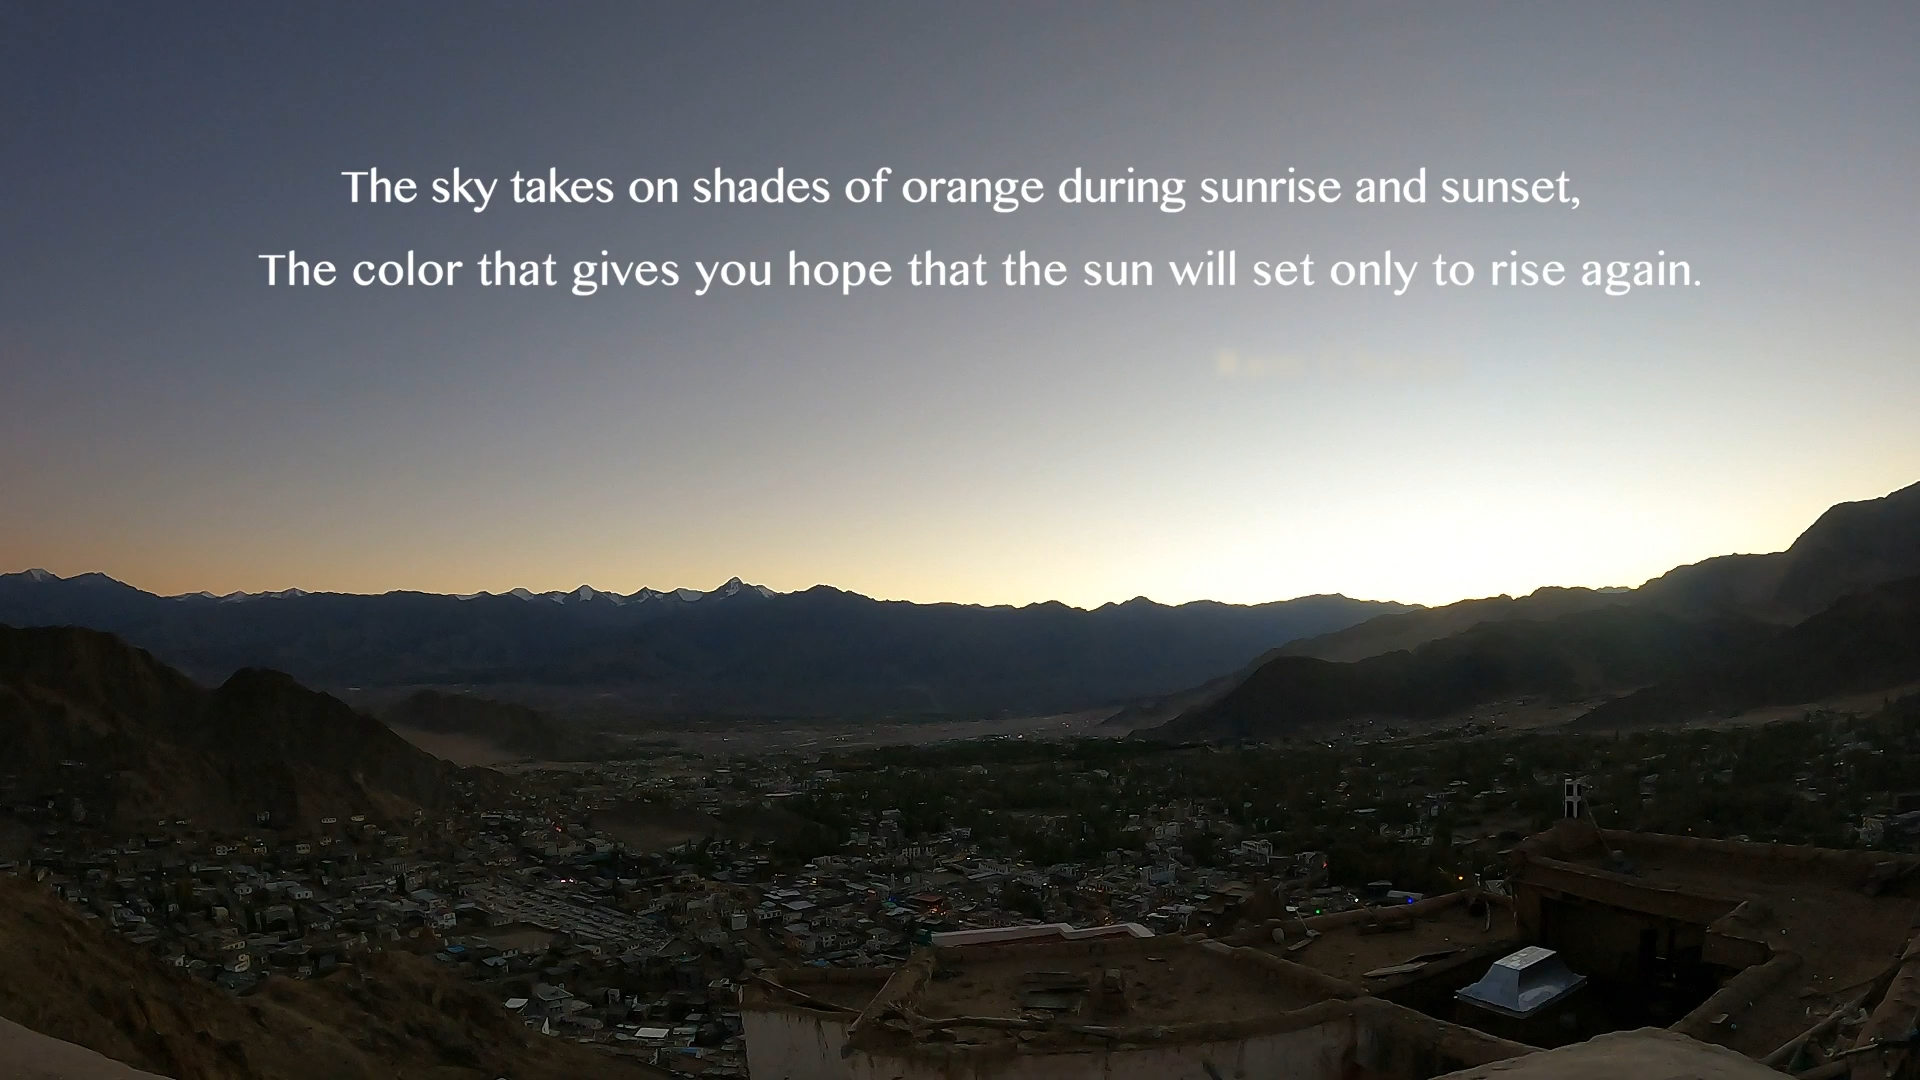 The sky takes on shades of orange during sunrise and sunset,
The color that gives you hope that the sun will set only to rise again.